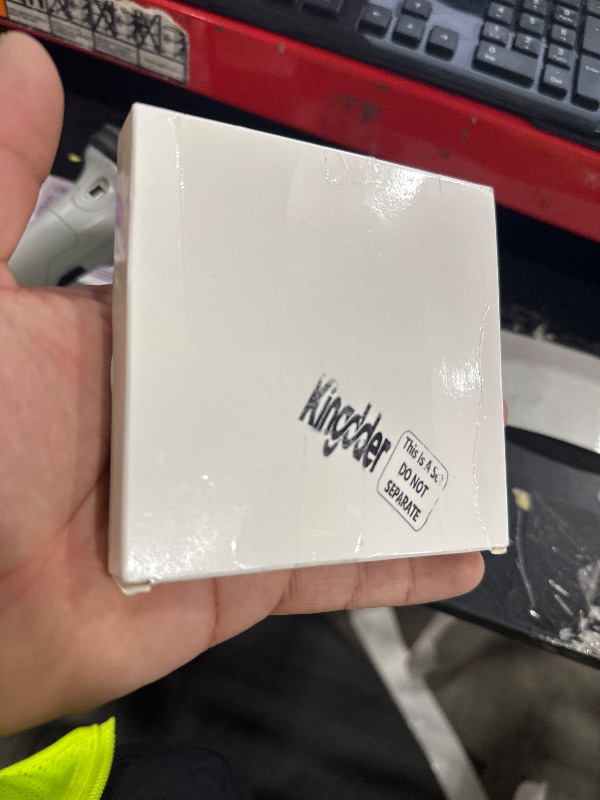 Kingdder
This Is A Set
DO NOT
SEPARATE